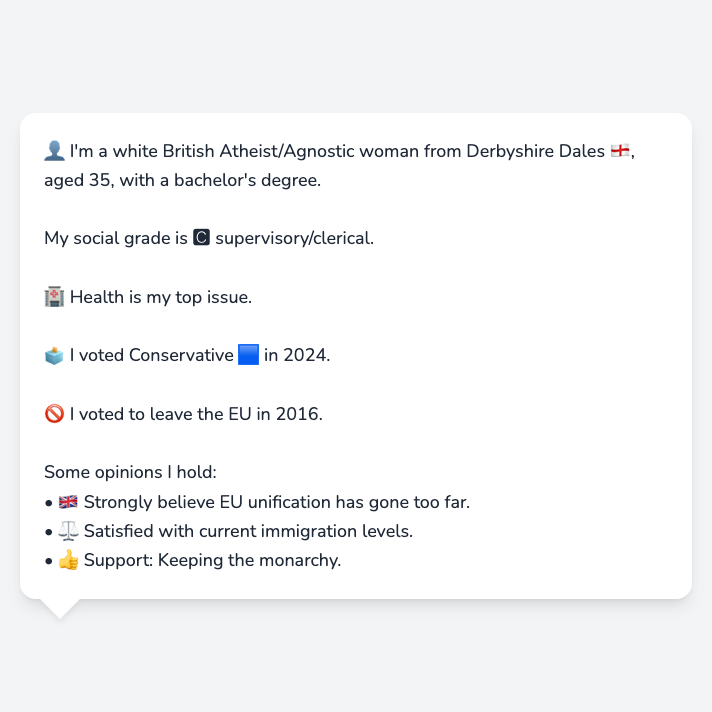 👤 I'm a white British Atheist/Agnostic woman from Derbyshire Dales 🏴󠁧󠁢󠁥󠁮󠁧󠁿,
aged 35, with a bachelor's degree.
My social grade is 🅲 supervisory/clerical.
🏥 Health is my top issue.
🗳️ I voted Conservative 🟦 in 2024.
🚫 I voted to leave the EU in 2016.
Some opinions I hold:
• 🇬🇧 Strongly believe EU unification has gone too far.
• ⚖️ Satisfied with current immigration levels.
• 👍 Support: Keeping the monarchy.